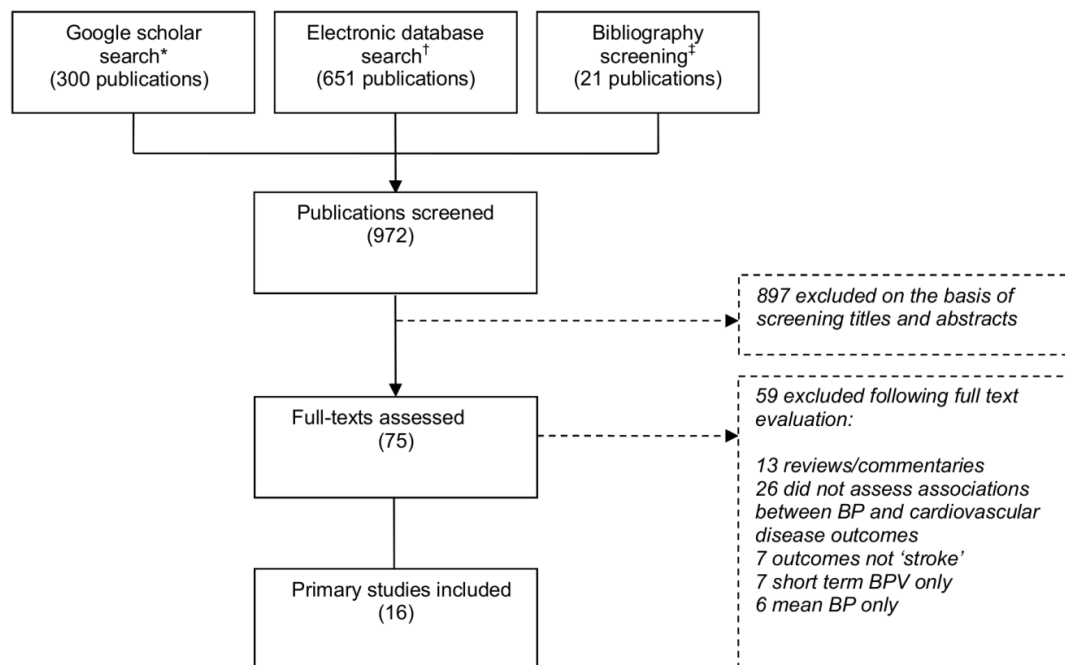 Google scholar
search*
(300 publications)
Electronic database
search†
(651 publications)
Bibliography
screening‡
(21 publications)
Publications screened
(972)
897 excluded on the basis of
screening titles and abstracts
Full-texts assessed
(75)
59 excluded following full text
evaluation:
13 reviews/commentaries
26 did not assess associations
between BP and cardiovascular
disease outcomes
7 outcomes not ‘stroke’
7 short term BPV only
6 mean BP only
Primary studies included
(16)